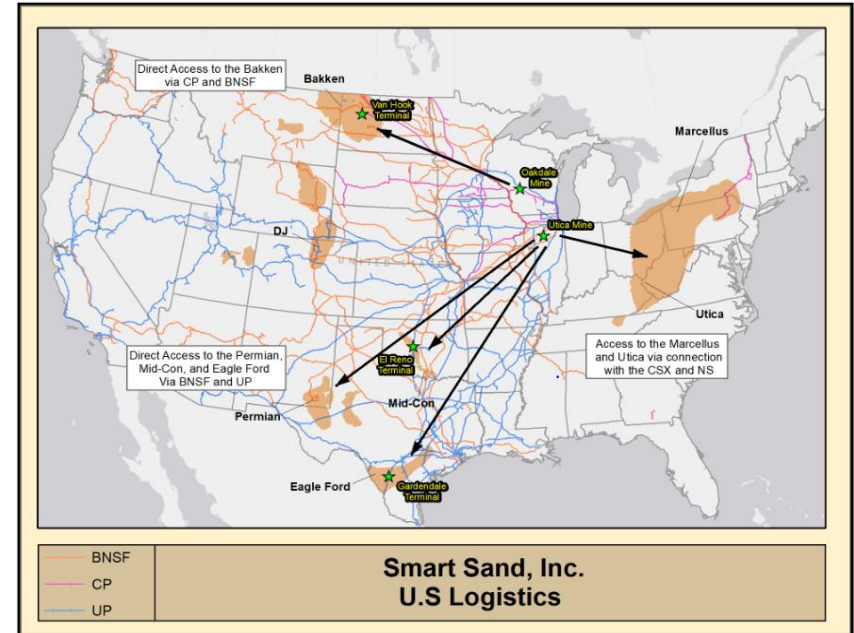 Direct Access to the Bakken
via CP and BNSF
Bakken
Van Hook
Terminal
Marcellus
Oakdale
Mine
Utica Mine
DJ
UNITED STATES
Utica
Direct Access to the Permian,
Mid-Con, and Eagle Ford
Via BNSF and UP
El Reno
Terminal
Access to the Marcellus
and Utica via connection
with the CSX and NS
Mid-Con
Permian
Eagle Ford
Gardendale
Terminal
BNSF
CP
UP
Smart Sand, Inc.
U.S Logistics